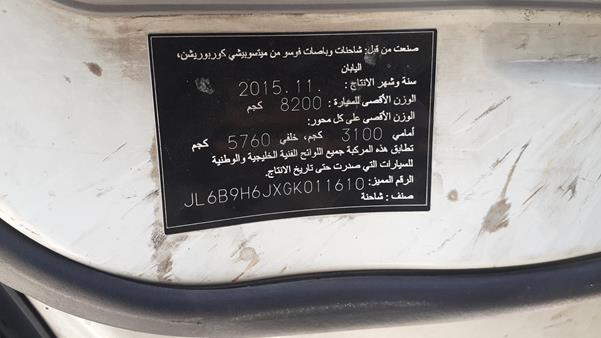 صنعت من قبل: شاحنات وباصات فوسو من ميتسوبيشي كوربوريشن،
اليابان
سنة وشهر الانتاج : 2015.11.
الوزن الأقصى للسيارة : 8200 كجم
الوزن الأقصى على كل محور:
أمامي 3100 كجم، خلفي 5760 كجم
تطابق هذه المركبة جميع اللوائح الفنية الخليجية والوطنية
للسيارات التي صدرت حتى تاريخ الانتاج.
الرقم المميز: JL6B9H6JXGK011610
صنف : شاحنة